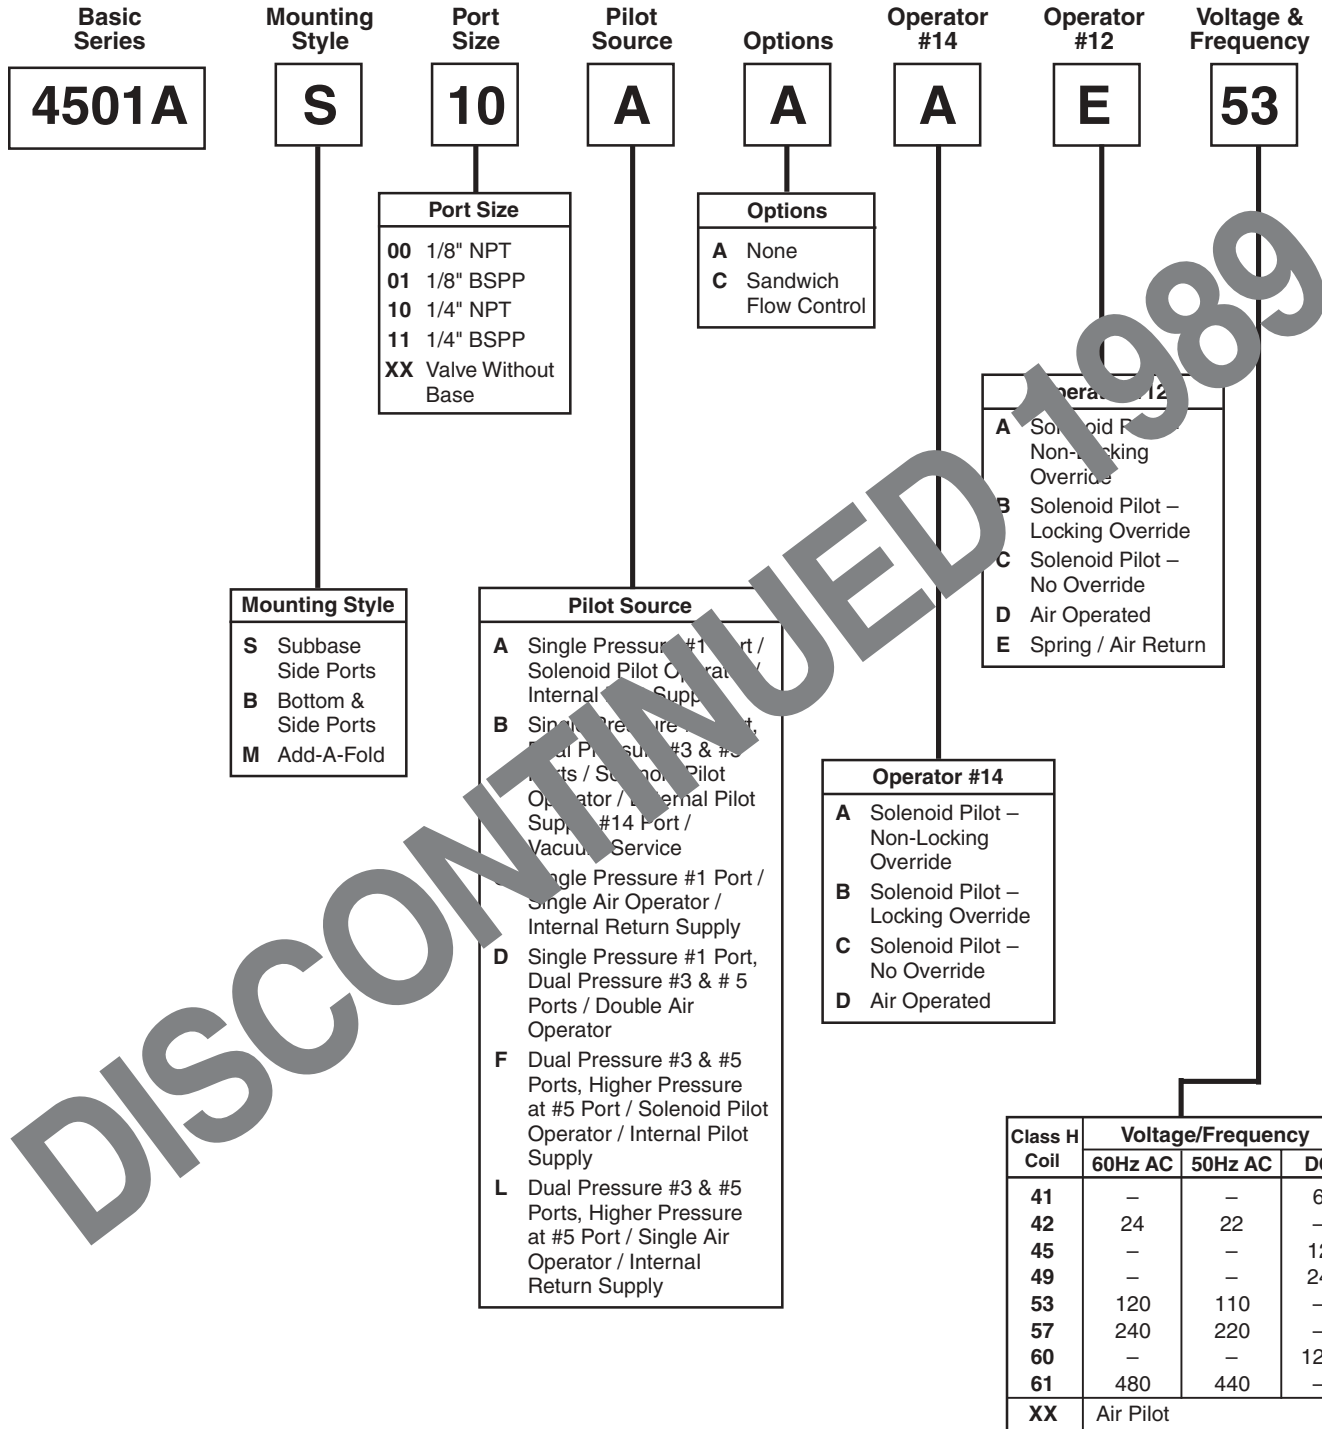 Basic Series
Mounting Style
Port Size
Pilot Source
Options
Operator #14
Operator #12
Voltage & Frequency
4501A
S
10
A
A
A
E
53
Port Size
00 1/8" NPT
01 1/8" BSPP
10 1/4" NPT
11 1/4" BSPP
XX Valve Without
Base
Options
A None
C Sandwich
Flow Control
A
Non-
Override
B Solenoid Pilot –
Locking Override
C Solenoid Pilot –
No Override
D Air Operated
E Spring / Air Return
Mounting Style
S Subbase
Side Ports
B Bottom &
Side Ports
M Add-A-Fold
Pilot Source
A Single Pressure #1 /
Solenoid Pilot /
Internal
B
#3 &
Pilot
Pilot
#14 Port /
Service
Pressure #1 Port /
Single Air Operator /
Internal Return Supply
D Single Pressure #1 Port,
Dual Pressure #3 & # 5
Ports / Double Air
Operator
F Dual Pressure #3 & #5
Ports, Higher Pressure
at #5 Port / Solenoid Pilot
Operator / Internal Pilot
Supply
L Dual Pressure #3 & #5
Ports, Higher Pressure
at #5 Port / Single Air
Operator / Internal
Return Supply
Operator #14
A Solenoid Pilot –
Non-Locking
Override
B Solenoid Pilot –
Locking Override
C Solenoid Pilot –
No Override
D Air Operated
DISCONTINUED 1989
Class H Coil
Voltage/Frequency
60Hz AC 50Hz AC
41 – –
42 24 22 –
45 – –
49 – –
53 120 110 –
57 240 220 –
60 – –
61 480 440 –
XX Air Pilot